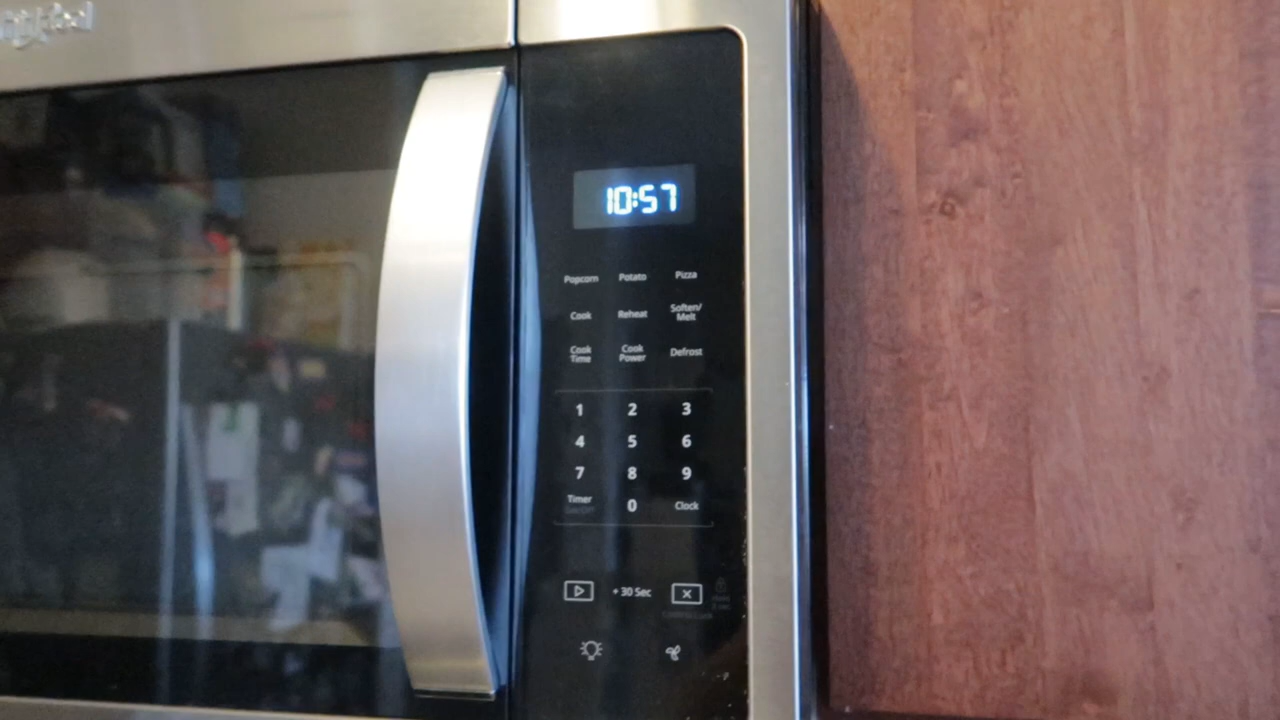 10:57
Popcorn Potato Pizza
Cook Reheat Soften/
Melt
Cook
Time
Cook
Power
Defrost
1 2 3
4 5 6
7 8 9
Timer
0 Clock
+ 30 Sec